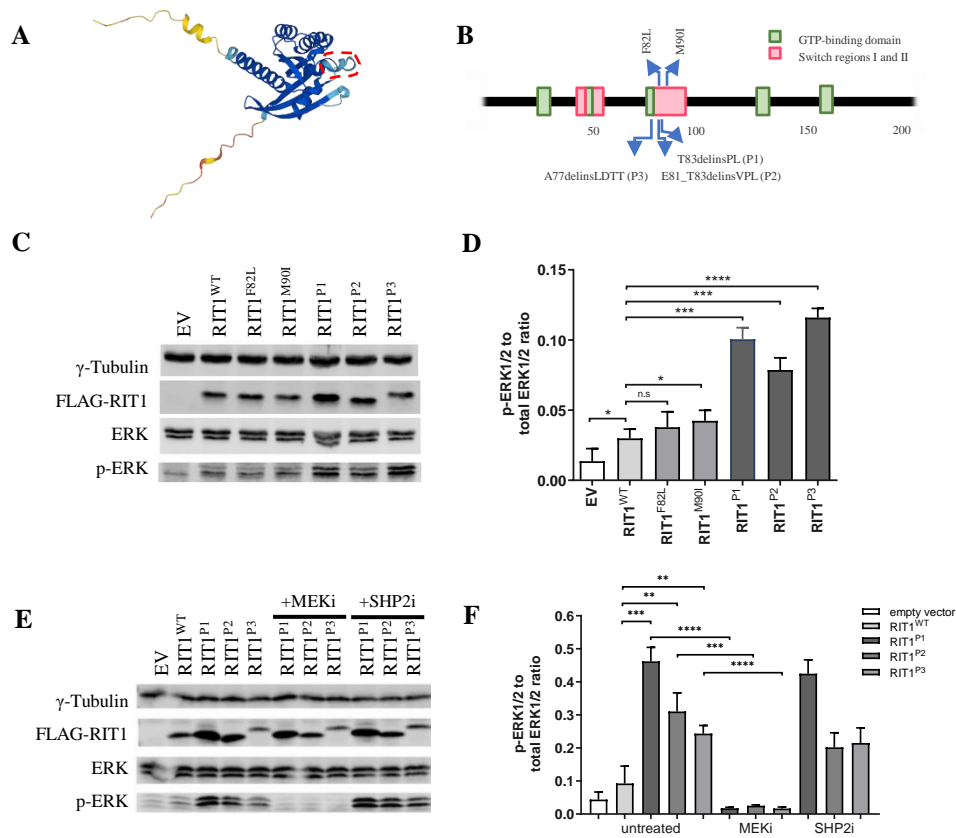 A
B
F82L
M90I
GTP-binding domain
Switch regions I and II
50
100
150
200
T83delinsPL (P1)
A77delinsLDTT (P3)
E81_T83delinsVPL (P2)
C
EV
RIT1WT
RIT1F82L
RIT1M90I
RIT1P1
RIT1P2
RIT1P3
γ-Tubulin
FLAG-RIT1
ERK
p-ERK
D
p-ERK1/2 to
total ERK1/2 ratio
0.15
0.10
0.05
0.00
****
***
***
*
n.s
*
EV
RIT1WT
RIT1F82L
RIT1M90I
RIT1P1
RIT1P2
RIT1P3
E
+MEKi
+SHP2i
EV
RIT1WT
RIT1P1
RIT1P2
RIT1P3
RIT1P1
RIT1P2
RIT1P3
RIT1P1
RIT1P2
RIT1P3
γ-Tubulin
FLAG-RIT1
ERK
p-ERK
F
p-ERK1/2 to
total ERK1/2 ratio
0.6
0.5
0.4
0.3
0.2
0.1
0.0
**
**
***
****
***
****
untreated
MEKi
SHP2i
empty vector
RIT1WT
RIT1P1
RIT1P2
RIT1P3